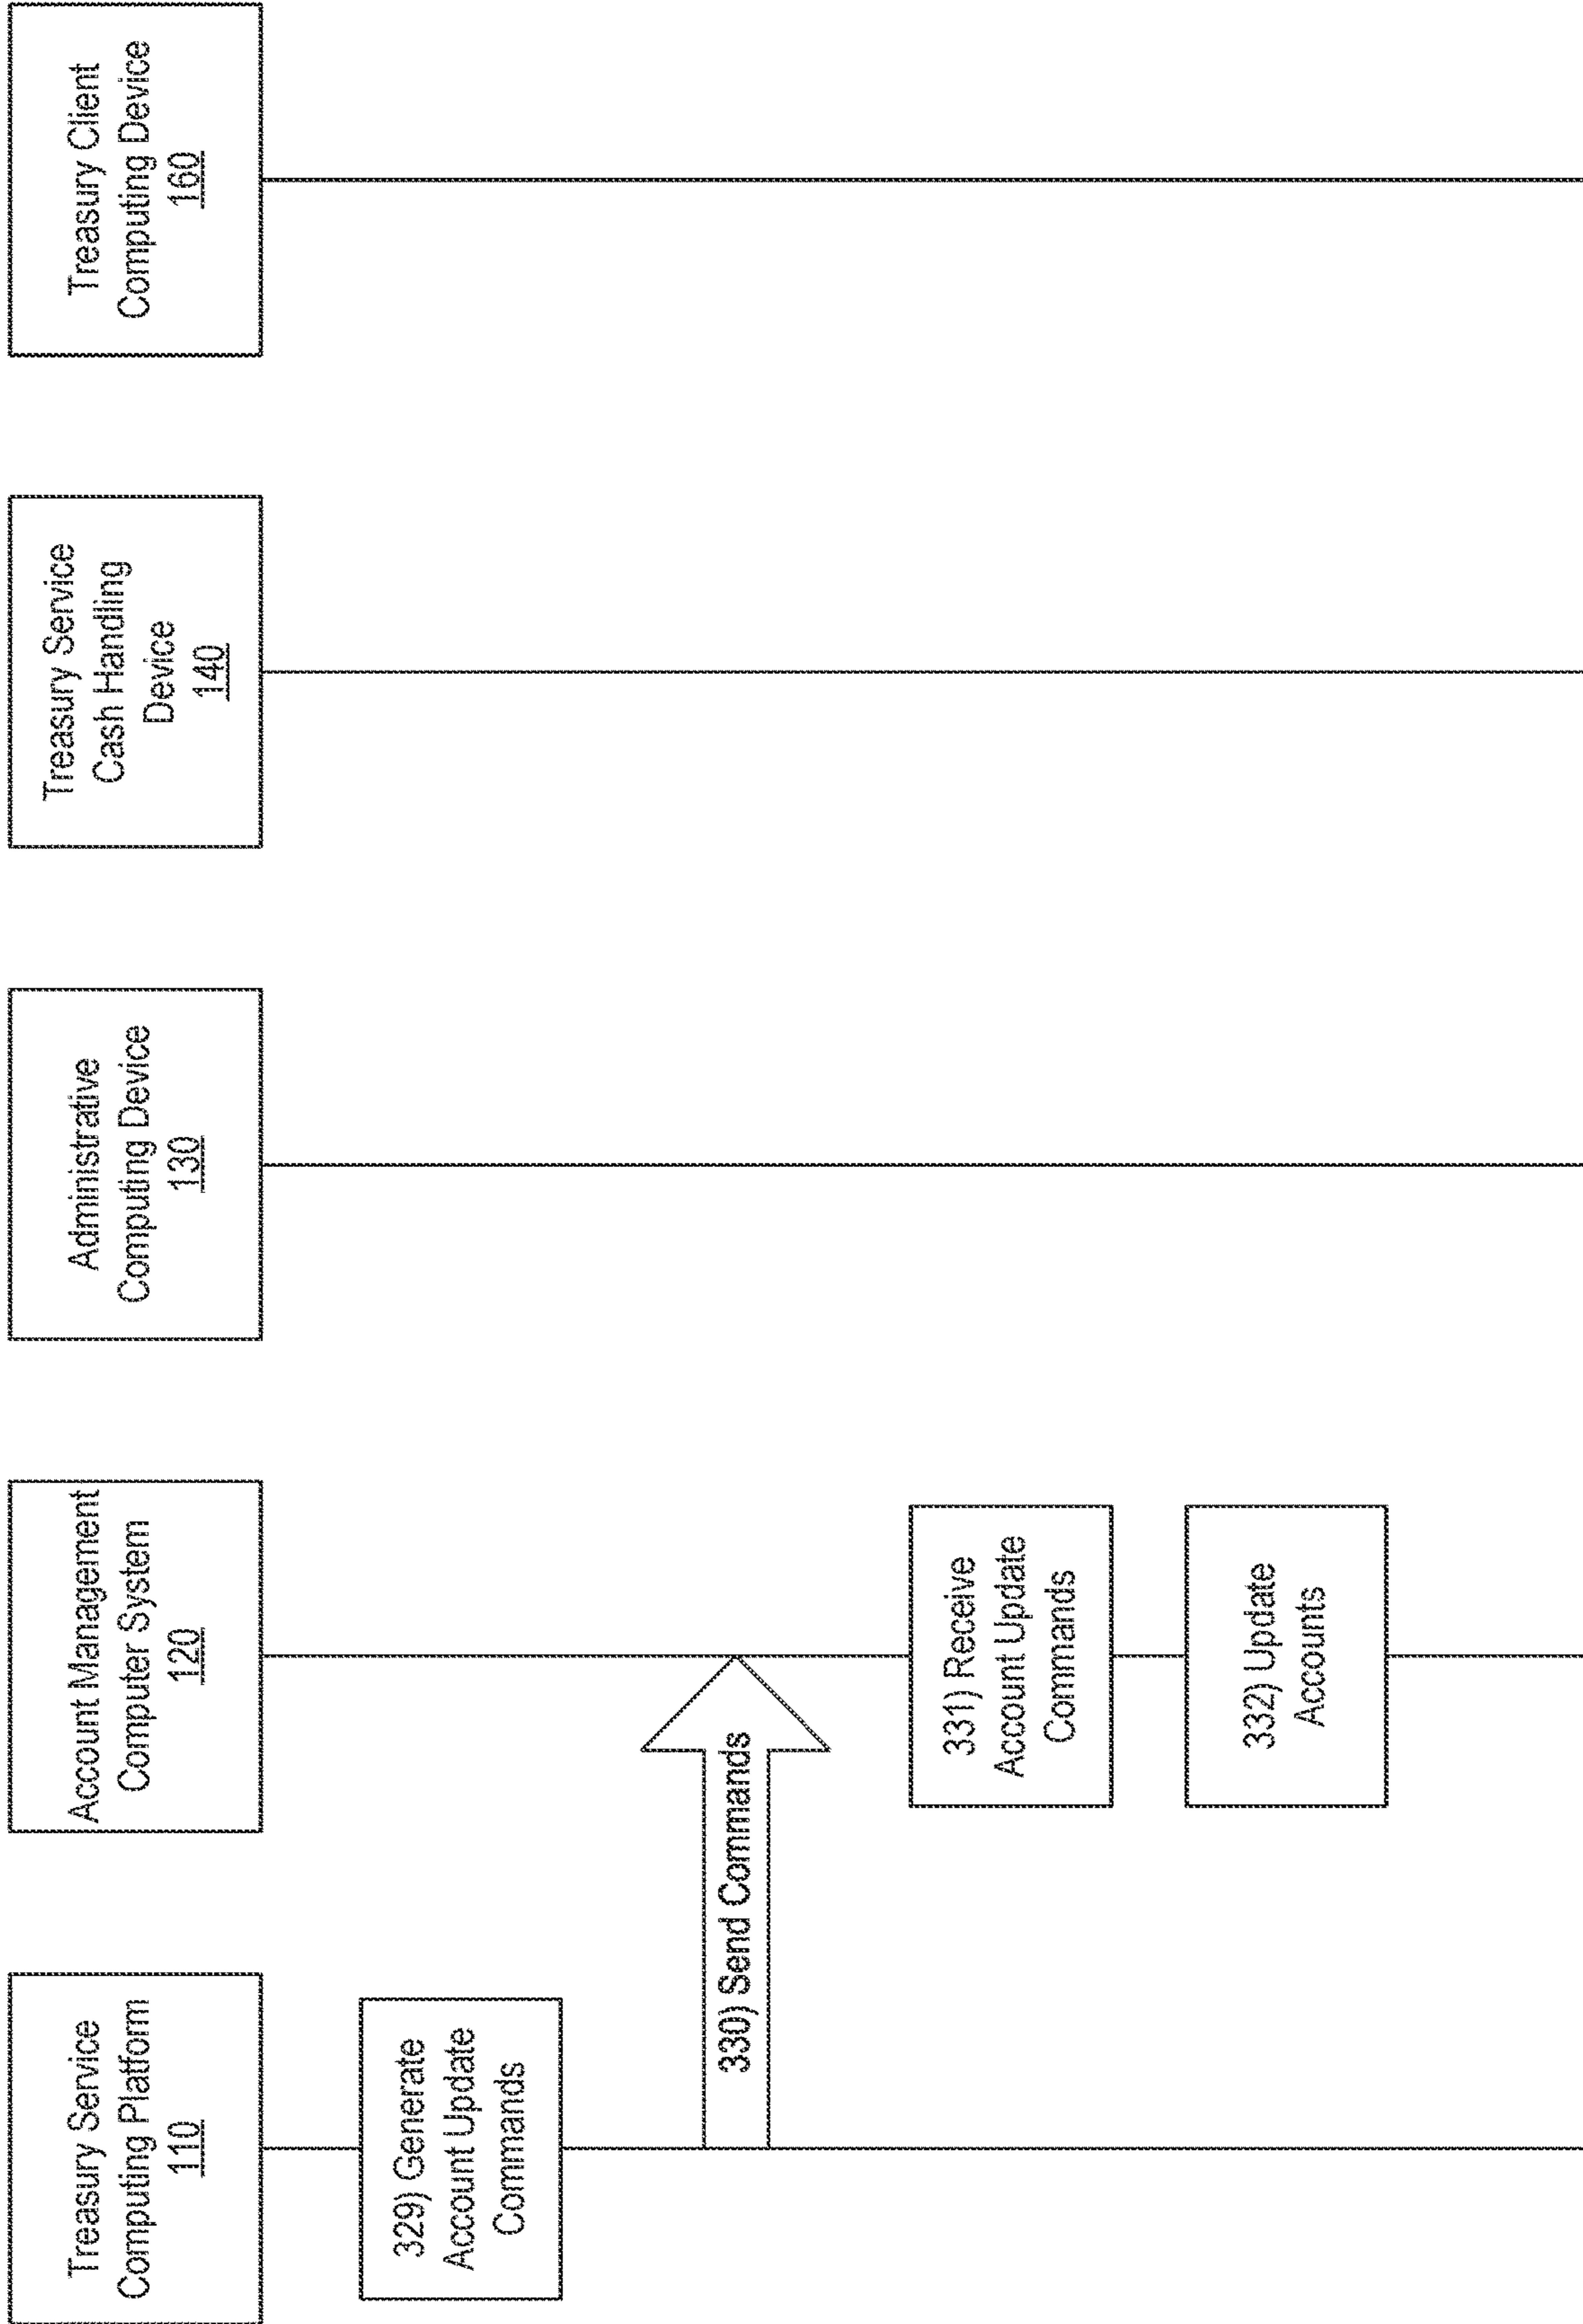 Treasury Service
Computing Platform
110
Account Management
Computer System
120
Administrative
Computing Device
130
Treasury Service
Cash Handling
Device
140
Treasury Client
Computing Device
160
329) Generate
Account Update
Commands
330) Send Commands
331) Receive
Account Update
Commands
332) Update
Accounts